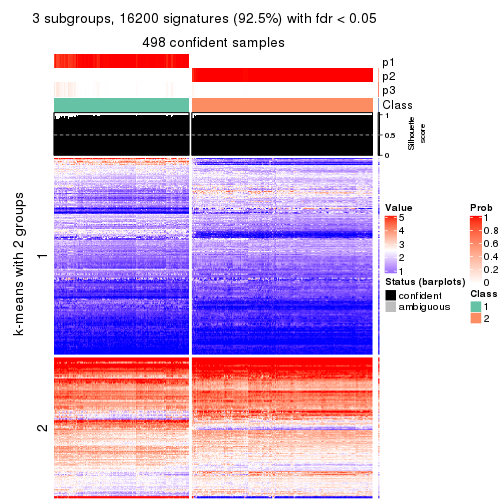 3 subgroups, 16200 signatures (92.5%) with fdr < 0.05
498 confident samples
p1
p2
p3
Class
1
0.5
0
Silhouette
score
k-means with 2 groups
1
2
Value
5
4
3
2
1
Status (barplots)
confident
ambiguous
Prob
1
0.8
0.6
0.4
0.2
0
Class
1
2